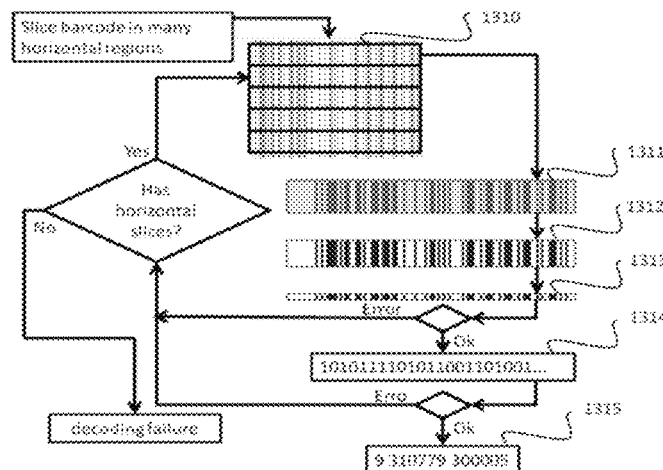 Slice barcode in many
horizontal regions
1310
Yes
1311
Has
horizontal
slices?
No
1312
1313
Error
1314
Ok
1010111101011001101001...
Erro
1315
Ok
decoding failure
9 310779 300005